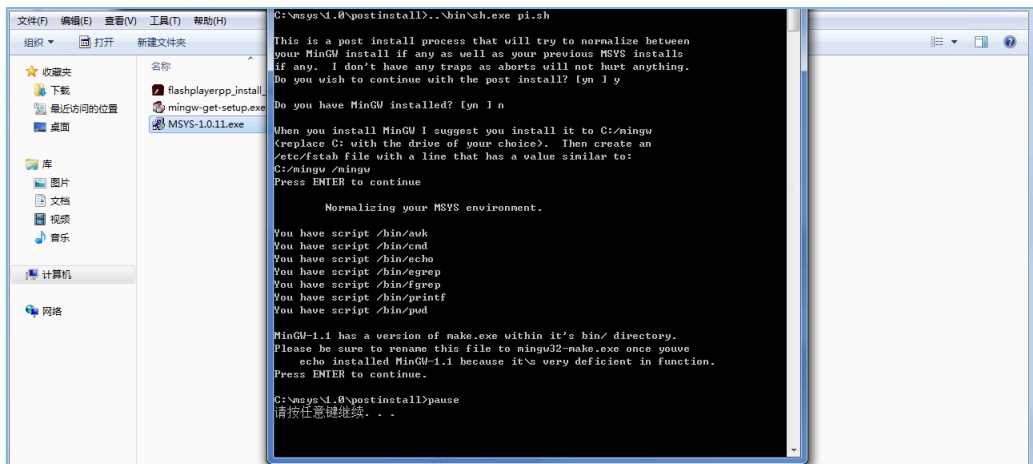 文件(F) 编辑(E) 查看(V) 工具(T) 帮助(H)
组织 打开 新建文件夹
收藏夹
下载
最近访问的位置
桌面
库
图片
文档
视频
音乐
计算机
网络
名称
flashplayerpp_install_
mingw-get-setup.exe
MSYS-1.0.11.exe
C:\msys\1.0\postinstall>..\bin\sh.exe pi.sh
This is a post install process that will try to normalize between
your MinGW install if any as well as your previous MSYS installs
if any. I don't have any traps as aborts will not hurt anything.
Do you wish to continue with the post install? [yn ] y
Do you have MinGW installed? [yn ] n
When you install MinGW I suggest you install it to C:/mingw
(replace C: with the drive of your choice). Then create an
/etc/fstab file with a line that has a value similar to:
C:/mingw /mingw
Press ENTER to continue
Normalizing your MSYS environment.
You have script /bin/awk
You have script /bin/cmd
You have script /bin/echo
You have script /bin/egrep
You have script /bin/fgrep
You have script /bin/printf
You have script /bin/pwd
MinGW-1.1 has a version of make.exe within it's bin/ directory.
Please be sure to rename this file to mingw32-make.exe once youve
echo installed MinGW-1.1 because it\s very deficient in function.
Press ENTER to continue.
C:\msys\1.0\postinstall>pause
请按任意键继续. . .